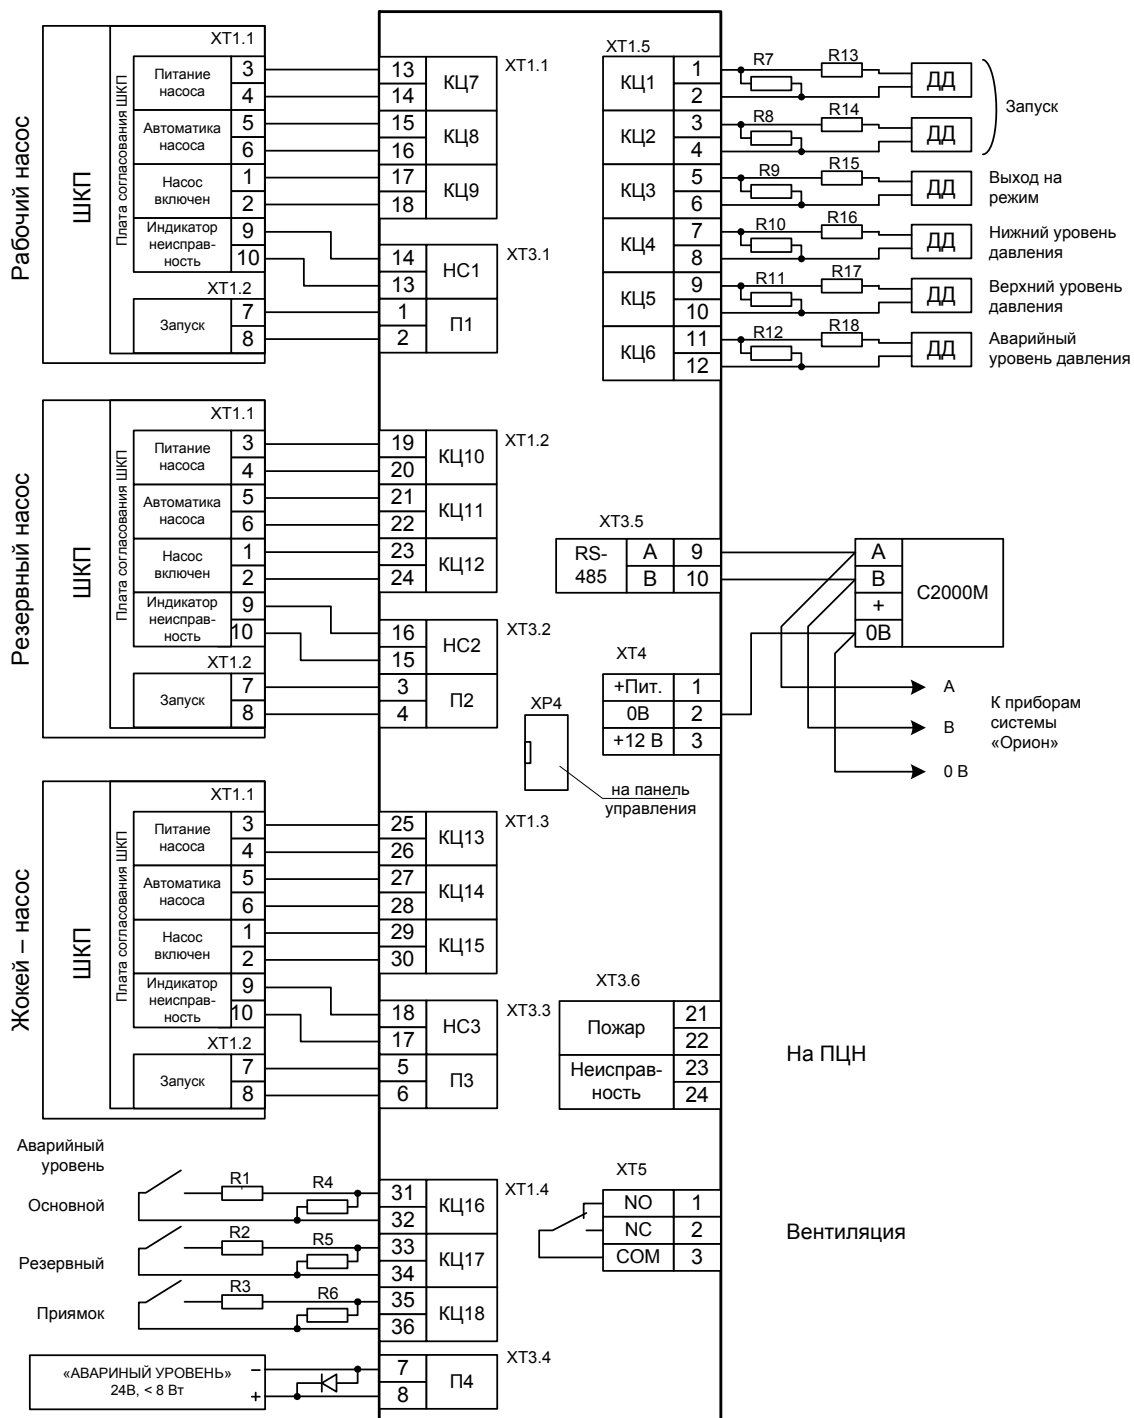 Рабочий насос
ШКП
Плата согласования ШКП
XT1.1
Питание
насоса
3
4
Автоматика
насоса
5
6
Насос
включен
1
2
Индикатор
неисправ-
ность
9
10
XT1.2
Запуск
7
8
13
14
КЦ7
XT1.1
15
16
КЦ8
17
18
КЦ9
14
13
НС1
XT3.1
1
2
П1
XT1.5
КЦ1
1
2
R7
R13
ДД
КЦ2
3
4
R8
R14
ДД
Запуск
КЦ3
5
6
R9
R15
ДД
Выход на
режим
КЦ4
7
8
R10
R16
ДД
Нижний уровень
давления
КЦ5
9
10
R11
R17
ДД
Верхний уровень
давления
КЦ6
11
12
R12
R18
ДД
Аварийный
уровень давления
Резервный насос
ШКП
Плата согласования ШКП
XT1.1
Питание
насоса
3
4
Автоматика
насоса
5
6
Насос
включен
1
2
Индикатор
неисправ-
ность
9
10
XT1.2
Запуск
7
8
19
20
КЦ10
XT1.2
21
22
КЦ11
23
24
КЦ12
16
15
НС2
XT3.2
3
4
П2
XT3.5
RS-
485
A
B
9
10
A
B
+
0В
С2000М
XT4
+Пит.
1
0В
2
+12 В
3
XP4
на панель
управления
A
B
0 В
К приборам
системы
«Орион»
Жокей – насос
ШКП
Плата согласования ШКП
XT1.1
Питание
насоса
3
4
Автоматика
насоса
5
6
Насос
включен
1
2
Индикатор
неисправ-
ность
9
10
XT1.2
Запуск
7
8
25
26
КЦ13
XT1.3
27
28
КЦ14
29
30
КЦ15
18
17
НС3
XT3.3
5
6
П3
XT3.6
Пожар
21
22
Неисправ-
ность
23
24
На ПЦН
Аварийный
уровень
Основной
R1
R4
31
32
КЦ16
XT1.4
Резервный
R2
R5
33
34
КЦ17
Приямок
R3
R6
35
36
КЦ18
«АВАРИНЫЙ УРОВЕНЬ»
24В, < 8 Вт
–
+
7
8
П4
XT3.4
XT5
NO
1
NC
2
COM
3
Вентиляция